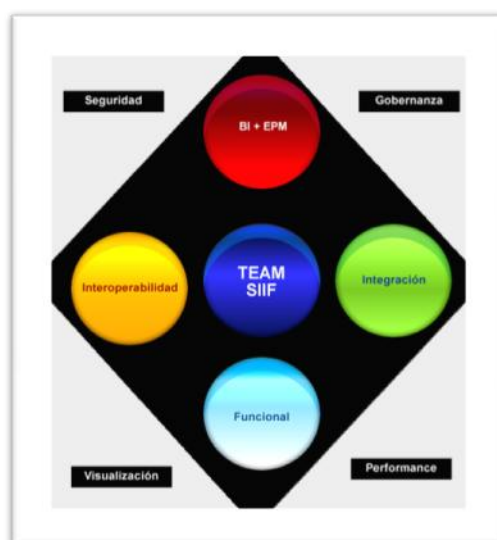 Seguridad
Gobernanza
BI + EPM
Interoperabilidad
TEAM
SIIF
Integración
Funcional
Visualización
Performance